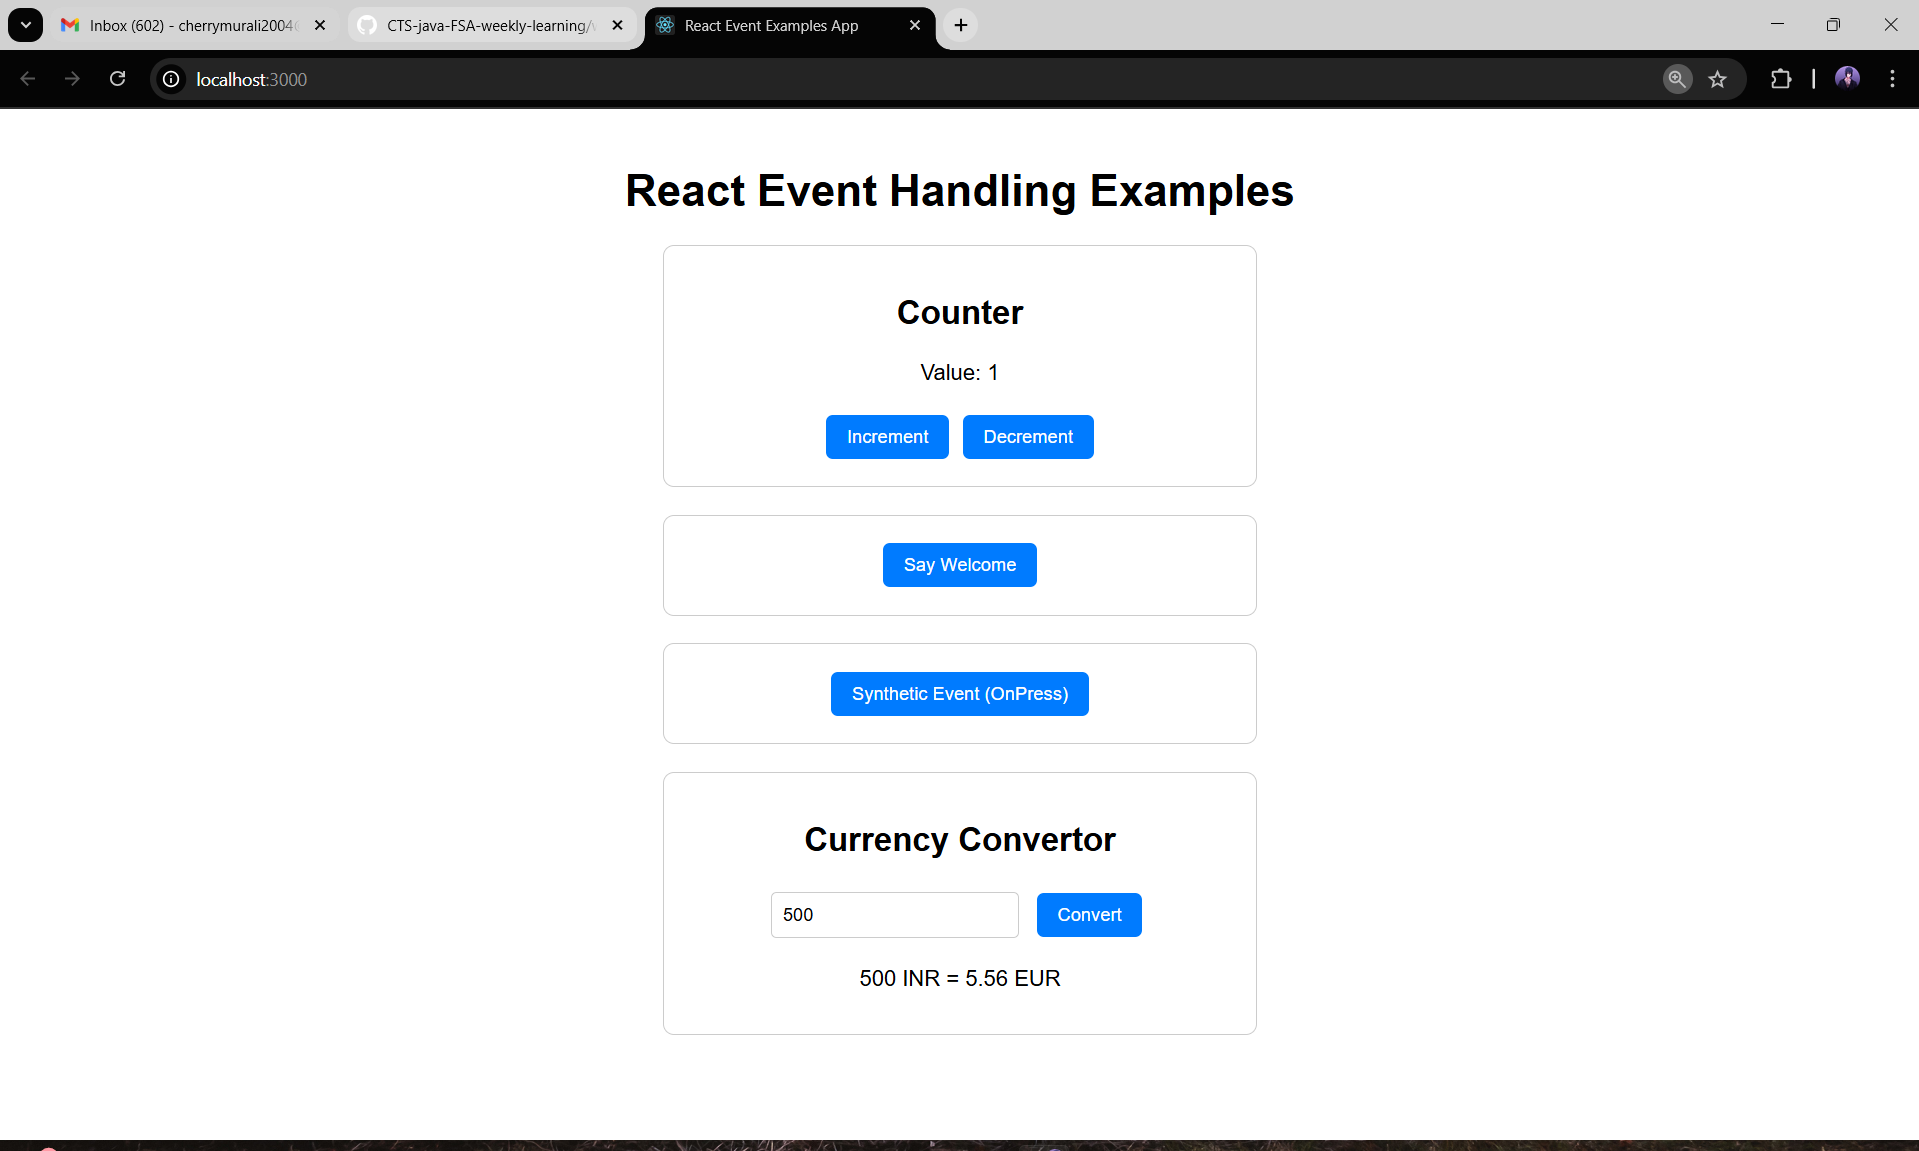 Inbox (602) - cherrymurali2004
CTS-java-FSA-weekly-learning/
React Event Examples App
localhost:3000
React Event Handling Examples
Counter
Value: 1
Increment Decrement
Say Welcome
Synthetic Event (OnPress)
Currency Convertor
500 Convert
500 INR = 5.56 EUR